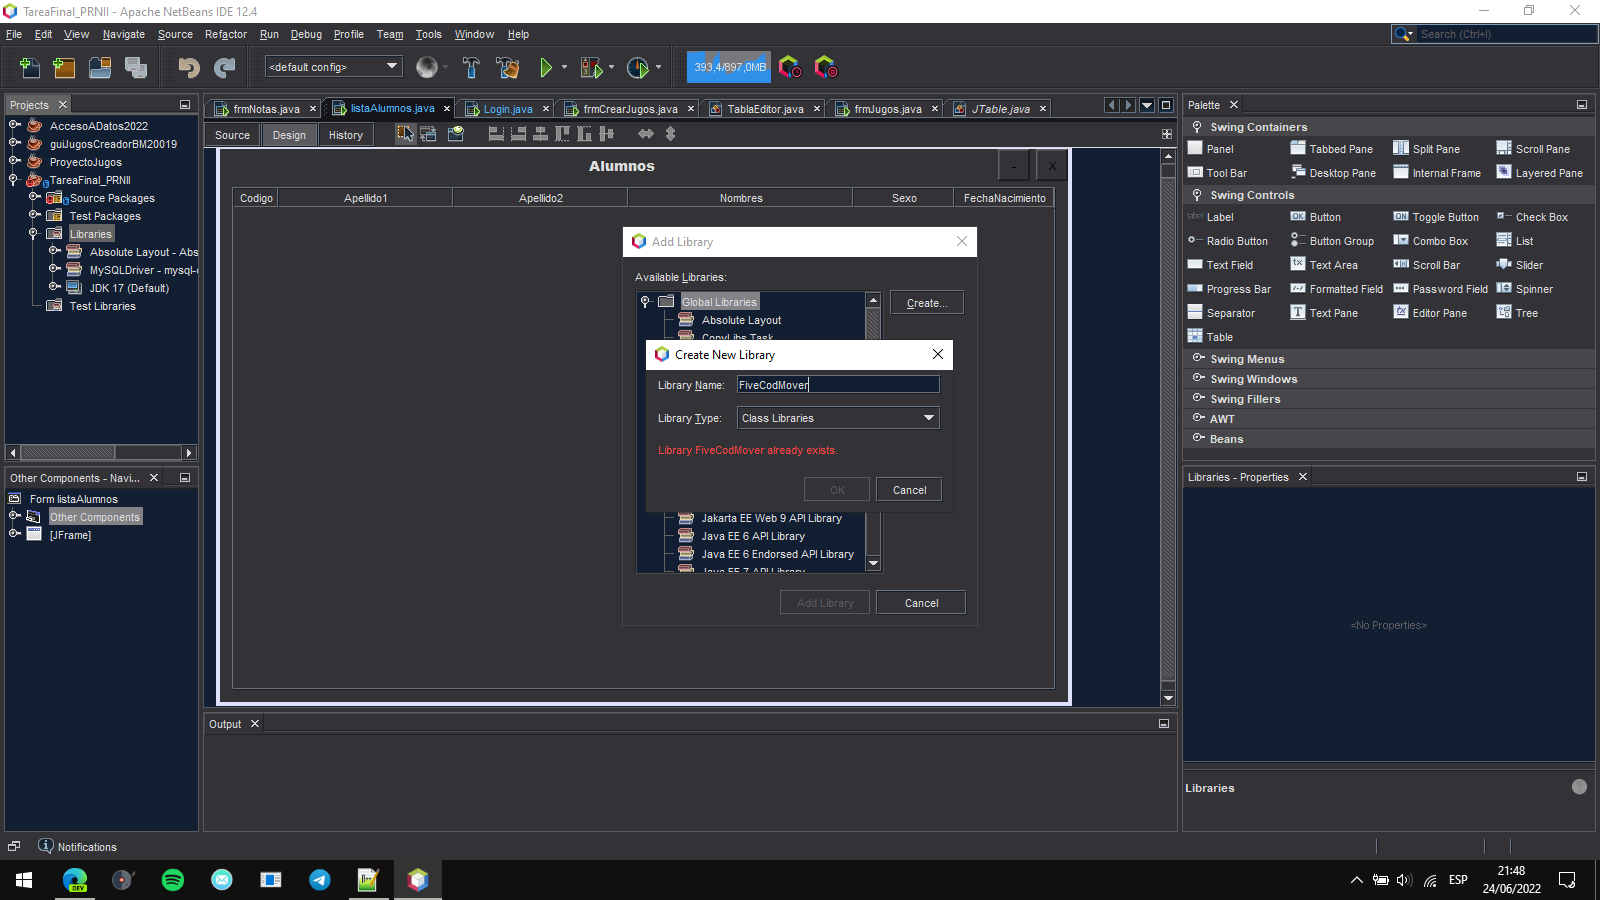 TareaFinal_PRNII - Apache NetBeans IDE 12.4
File Edit View Navigate Source Refactor Run Debug Profile Team Tools Window Help
Search (Ctrl+I)
<default config>
393,4/897,0MB
Projects
AccesoADatos2022
guiJugosCreadorBM20019
ProyectoJugos
TareaFinal_PRNII
Source Packages
Test Packages
Libraries
Absolute Layout - Abs
MySQLDriver - mysql-c
JDK 17 (Default)
Test Libraries
Other Components - Navi...
Form listaAlumnos
Other Components
[JFrame]
frmNotas.java listaAlumnos.java Login.java frmCrearJugos.java TablaEditor.java frmJugos.java JTable.java
Source Design History
Alumnos
- X
Codigo Apellido1 Apellido2 Nombres Sexo FechaNacimiento
Add Library
Available Libraries:
Global Libraries
Create...
Absolute Layout
CopyLibs Task
Create New Library
Library Name: FiveCodMover
Library Type: Class Libraries
Library FiveCodMover already exists.
OK Cancel
Jakarta EE Web 9 API Library
Java EE 6 API Library
Java EE 6 Endorsed API Library
Java EE 7 API Library
Add Library Cancel
Output
Palette
Swing Containers
Panel Tabbed Pane Split Pane Scroll Pane
Tool Bar Desktop Pane Internal Frame Layered Pane
Swing Controls
Label Button Toggle Button Check Box
Radio Button Button Group Combo Box List
Text Field Text Area Scroll Bar Slider
Progress Bar Formatted Field Password Field Spinner
Separator Text Pane Editor Pane Tree
Table
Swing Menus
Swing Windows
Swing Fillers
AWT
Beans
Libraries - Properties
<No Properties>
Libraries
Notifications
DEV
ESP
21:48
24/06/2022